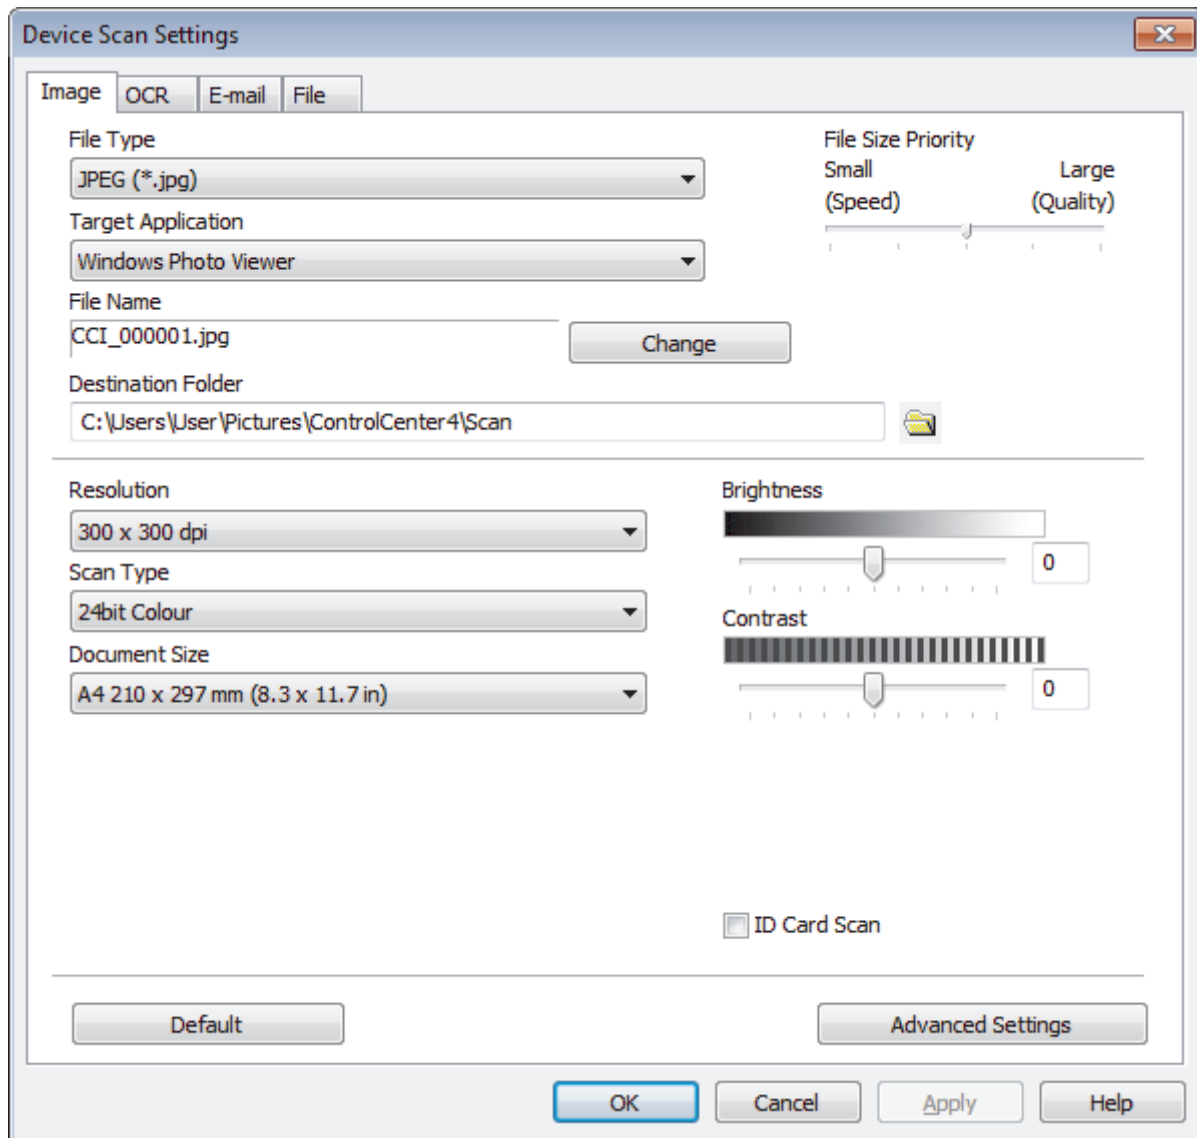 Device Scan Settings
Image OCR E-mail File
File Type
JPEG (*.jpg)
File Size Priority
Small Large
(Speed) (Quality)
Target Application
Windows Photo Viewer
File Name
CCI_000001.jpg
Change
Destination Folder
C:\Users\User\Pictures\ControlCenter4\Scan
Resolution
300 x 300 dpi
Scan Type
24bit Colour
Document Size
A4 210 x 297 mm (8.3 x 11.7 in)
Brightness
0
Contrast
0
ID Card Scan
Default Advanced Settings
OK Cancel Apply Help